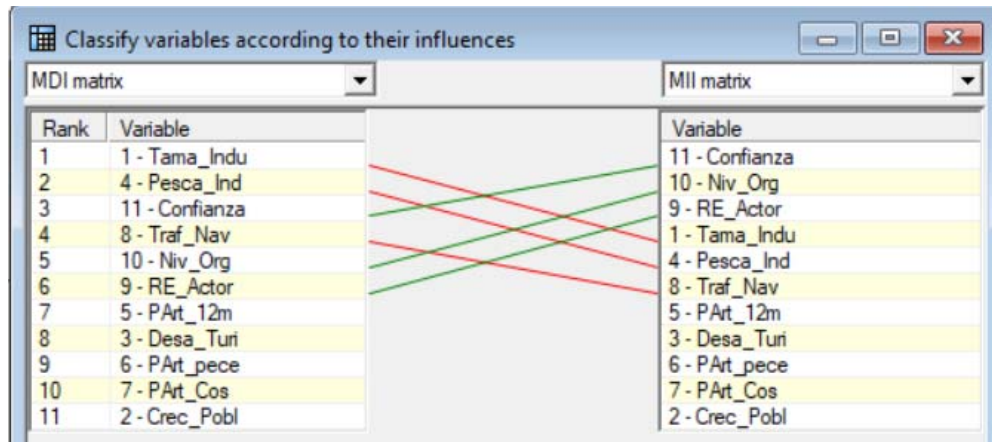 Classify variables according to their influences
MDI matrix MII matrix
Rank Variable Variable
1 1 - Tama_Indu 11 - Confianza
2 4 - Pesca_Ind 10 - Niv_Org
3 11 - Confianza 9 - RE_Actor
4 8 - Traf_Nav 1 - Tama_Indu
5 10 - Niv_Org 4 - Pesca_Ind
6 9 - RE_Actor 8 - Traf_Nav
7 5 - PArt_12m 5 - PArt_12m
8 3 - Desa_Turi 3 - Desa_Turi
9 6 - PArt_pece 6 - PArt_pece
10 7 - PArt_Cos 7 - PArt_Cos
11 2 - Crec_Pobl 2 - Crec_Pobl